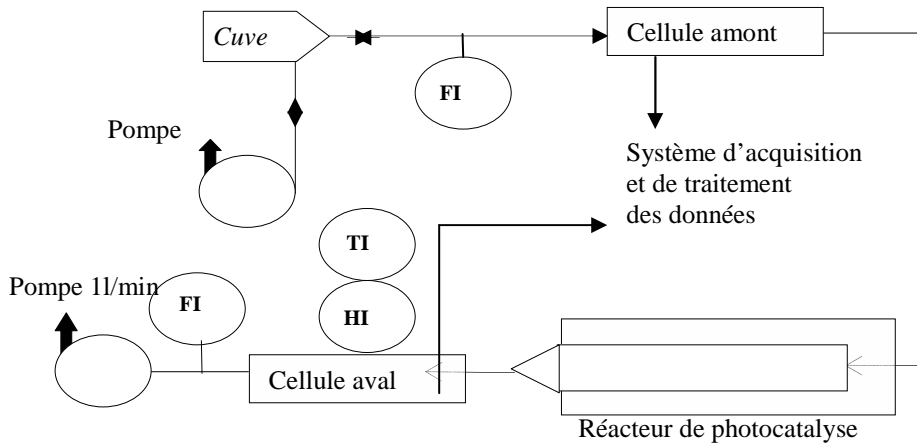 Cuve
Cellule amont
FI
Pompe
Système d'acquisition
et de traitement
des données
TI
Pompe 1l/min
FI
HI
Cellule aval
Réacteur de photocatalyse